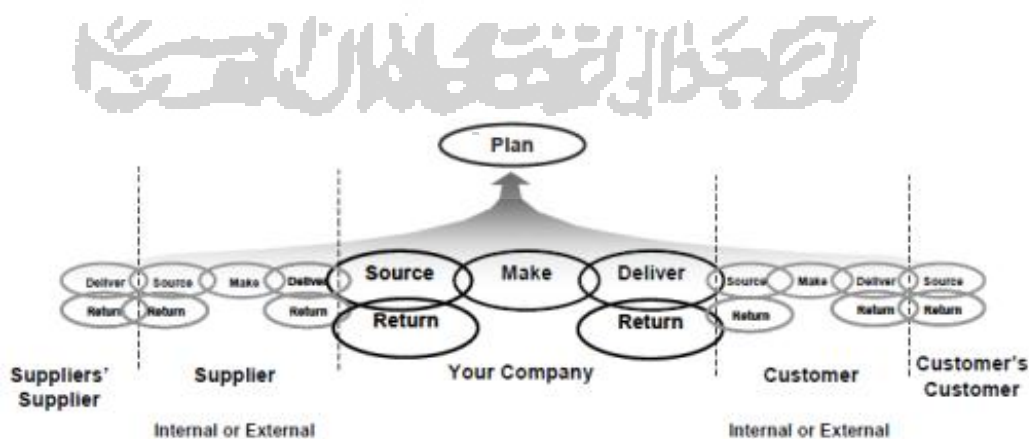 Plan
Deliver Source Make Deliver Source Make Deliver Source Make Deliver Source
Return Return Return Return Return Return Return Return
Suppliers' Supplier Your Company Customer Customer's
Supplier Customer
Internal or External Internal or External